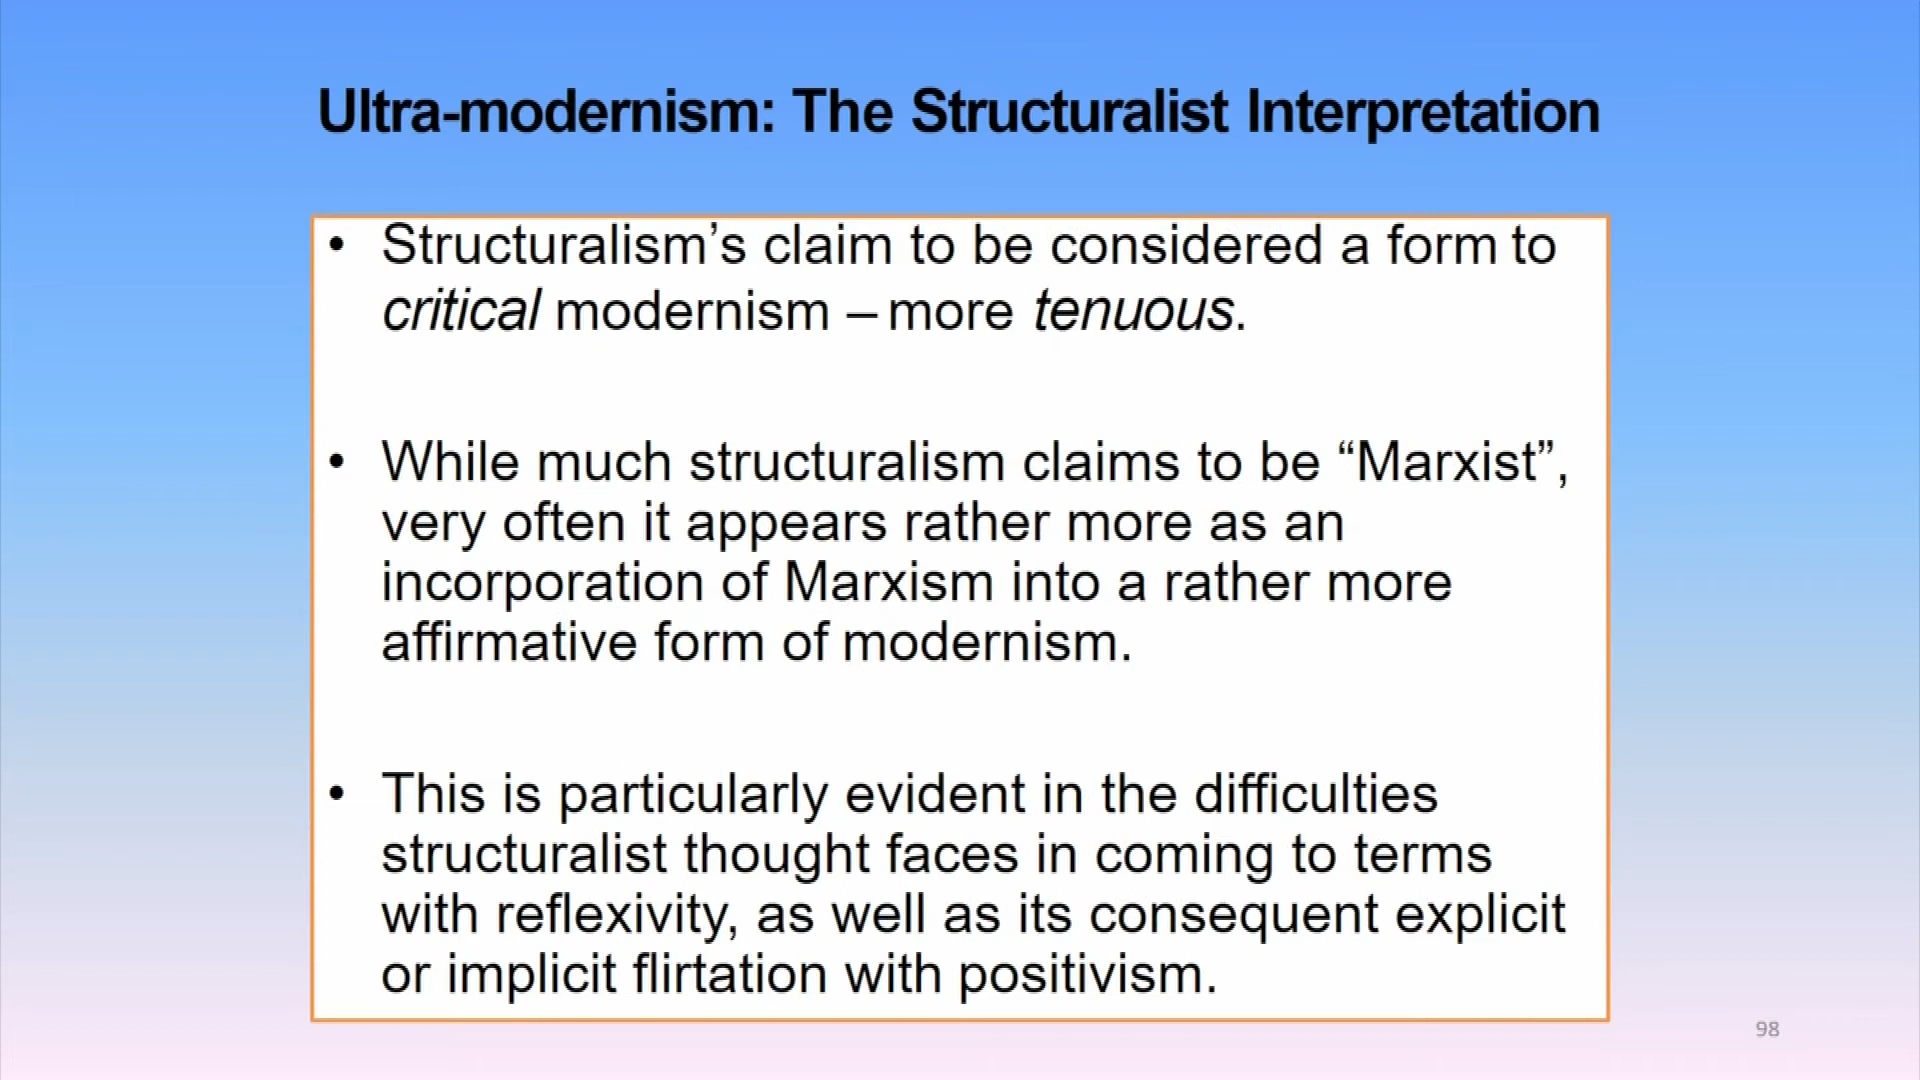 Ultra-modernism: The Structuralist Interpretation
• Structuralism’s claim to be considered a form to
critical modernism – more tenuous.
• While much structuralism claims to be “Marxist”,
very often it appears rather more as an
incorporation of Marxism into a rather more
affirmative form of modernism.
• This is particularly evident in the difficulties
structuralist thought faces in coming to terms
with reflexivity, as well as its consequent explicit
or implicit flirtation with positivism.
98